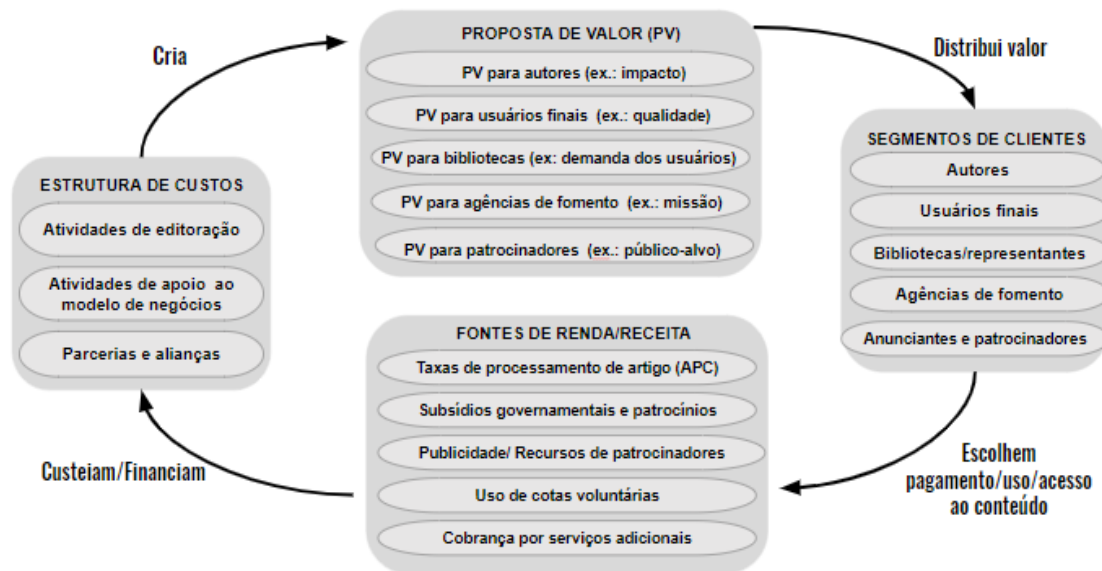 Cria
PROPOSTA DE VALOR (PV)
PV para autores (ex.: impacto)
PV para usuários finais (ex.: qualidade)
PV para bibliotecas (ex: demanda dos usuários)
PV para agências de fomento (ex.: missão)
PV para patrocinadores (ex.: público-alvo)
Distribui valor
SEGMENTOS DE CLIENTES
Autores
Usuários finais
Bibliotecas/representantes
Agências de fomento
Anunciantes e patrocinadores
Escolhem
pagamento/uso/acesso
ao conteúdo
FONTES DE RENDA/RECEITA
Taxas de processamento de artigo (APC)
Subsídios governamentais e patrocínios
Publicidade/ Recursos de patrocinadores
Uso de cotas voluntárias
Cobrança por serviços adicionais
Custeiam/Financiam
ESTRUTURA DE CUSTOS
Atividades de editoração
Atividades de apoio ao
modelo de negócios
Parcerias e alianças